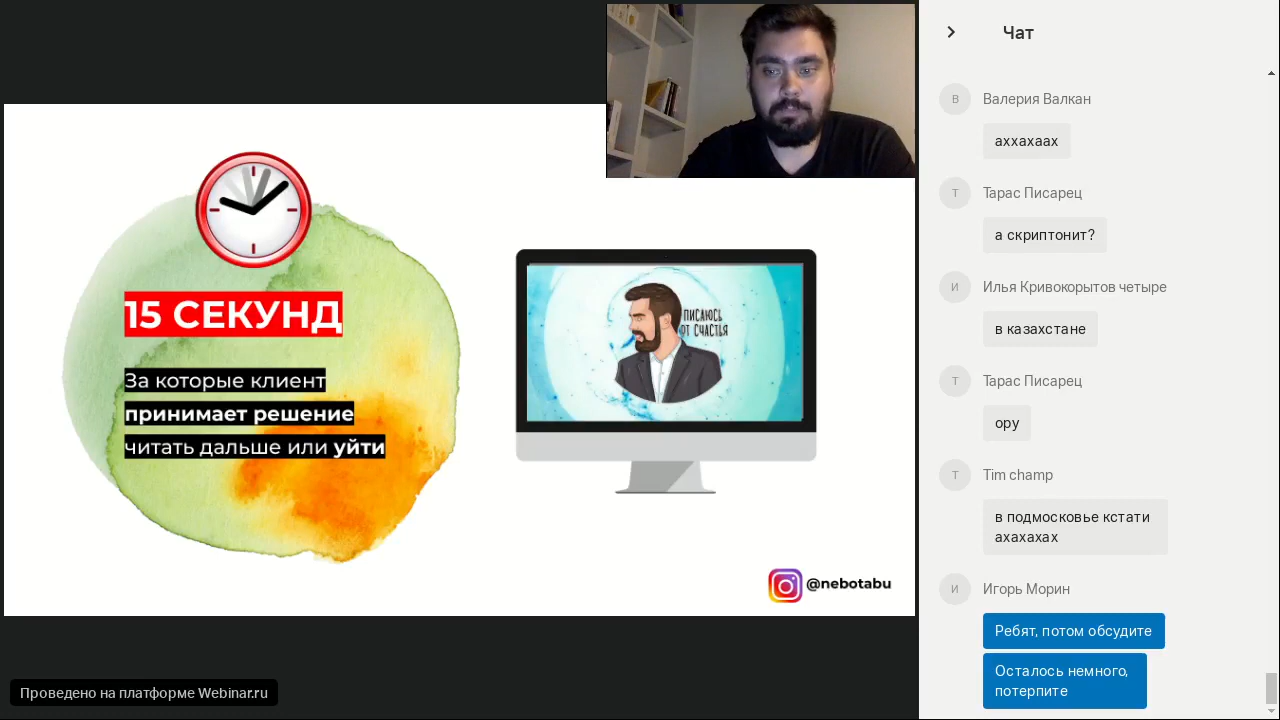 15 СЕКУНД
За которые клиент
принимает решение
читать дальше или уйти
ПИСАЮСЬ
ОТ СЧАСТЬЯ
@nebotabu
Проведено на платформе Webinar.ru
Чат
В
Валерия Валкан
аххахаах
Т
Тарас Писарец
а скриптонит?
И
Илья Кривокорытов четыре
в казахстане
Т
Тарас Писарец
ору
T
Tim champ
в подмосковье кстати
ахахахах
И
Игорь Морин
Ребят, потом обсудите
Осталось немного,
потерпите